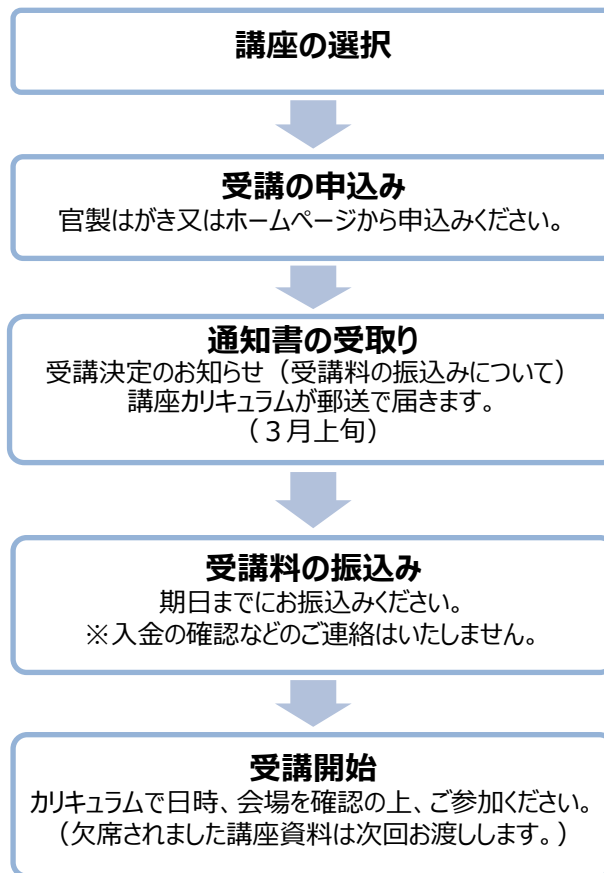 講座の選択
受講の申込み
官製はがき又はホームページから申込みください。
通知書の受取り
受講決定のお知らせ（受講料の振込みについて）
講座カリキュラムが郵送で届きます。
（３月上旬）
受講料の振込み
期日までにお振込みください。
※入金の確認などのご連絡はいたしません。
受講開始
カリキュラムで日時、会場を確認の上、ご参加ください。
（欠席されました講座資料は次回お渡しします。）